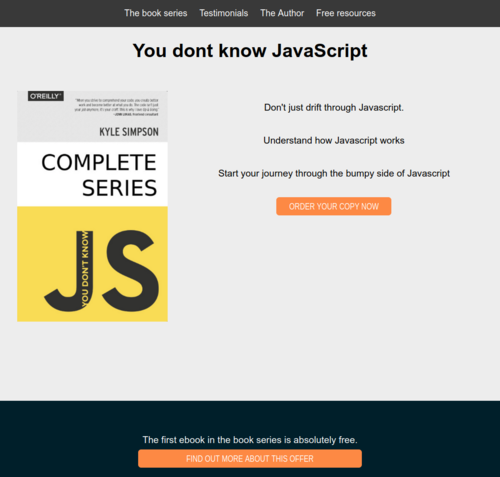 The book series Testimonials The Author Free resources
You dont know JavaScript
O'REILLY
KYLE SIMPSON
COMPLETE
SERIES
YOU DON'T KNOW
JS
Don't just drift through Javascript.
Understand how Javascript works
Start your journey through the bumpy side of Javascript
ORDER YOUR COPY NOW
The first ebook in the book series is absolutely free.
FIND OUT MORE ABOUT THIS OFFER